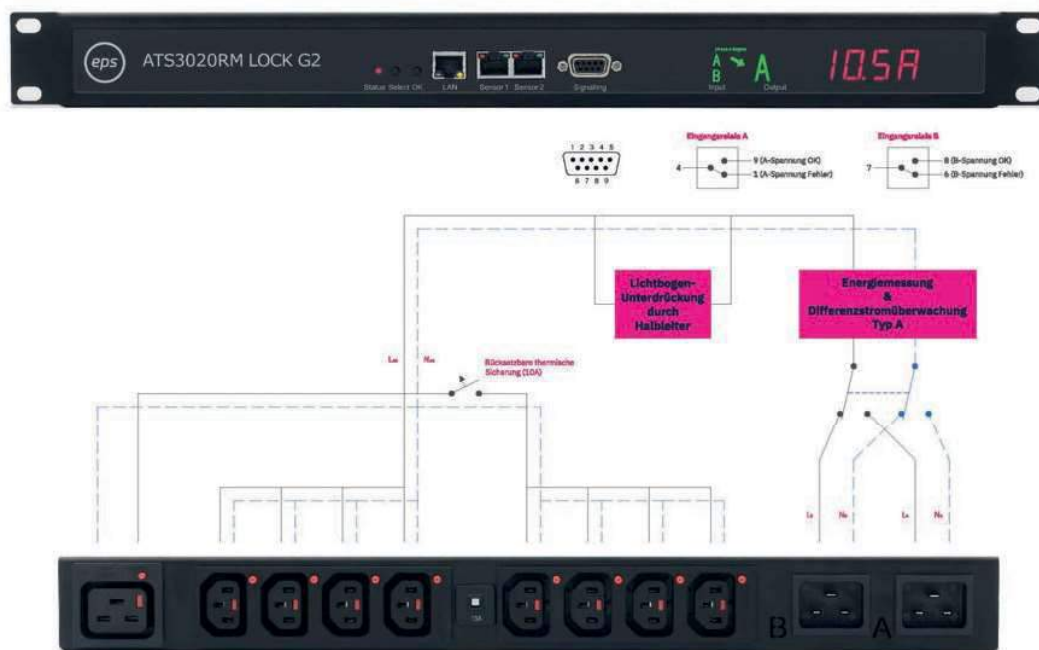 eps
ATS3020RM LOCK G2
Status Select OK
LAN
Sensor 1
Sensor 2
Signalling
A
B
A
Input
Output
10.5A
1 2 3 4 5
6 7 8 9
Eingangsrelais A
4
9 (A-Spannung OK)
1 (A-Spannung Fehler)
Eingangsrelais B
7
8 (B-Spannung OK)
6 (B-Spannung Fehler)
Lichtbogen-
Unterdrückung
durch
Halbleiter
Energiemessung
&
Differenzstromüberwachung
Typ A
Rücksetzbare thermische
Sicherung (10A)
B
A